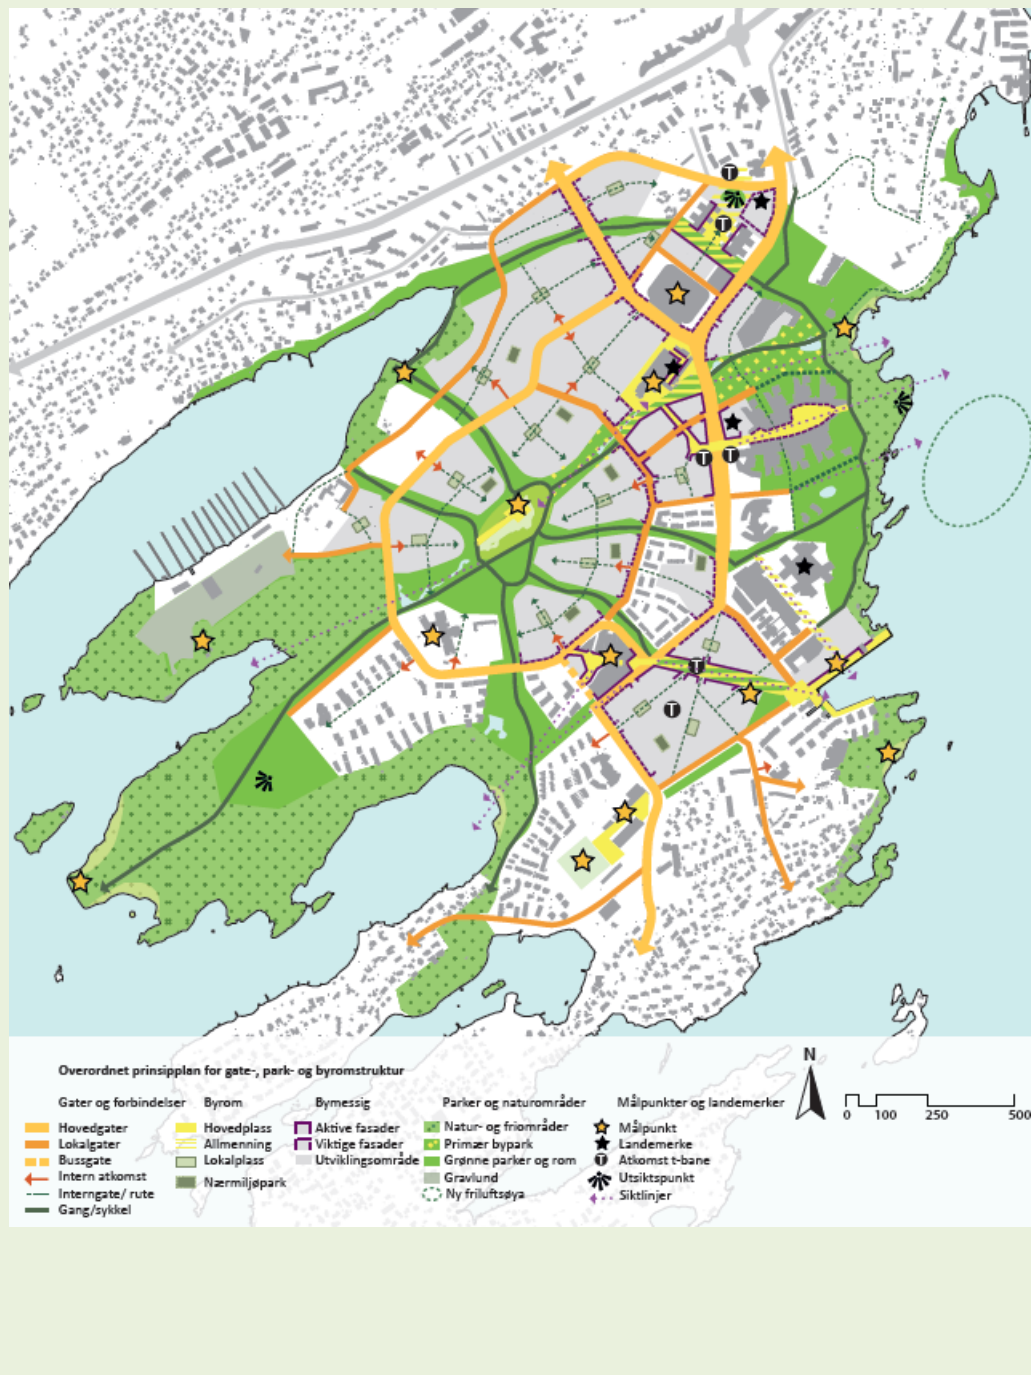 T
T
T
T
T
T
Overordnet prinsipplan for gate-, park- og byromstruktur
N
0 100 250 500
Gater og forbindelser
Hovedgater
Lokalgater
Bussgate
Intern atkomst
Interngate/ rute
Gang/sykkel
Byrom
Hovedplass
Allmenning
Lokalplass
Nærmiljøpark
Bymessig
Aktive fasader
Viktige fasader
Utviklingsområde
Parker og naturområder
Natur- og friområder
Primær bypark
Grønne parker og rom
Gravlund
Ny friluftsøya
Målpunkter og landemerker
Målpunkt
Landemerke
T Atkomst t-bane
Utsiktspunkt
Siktlinjer